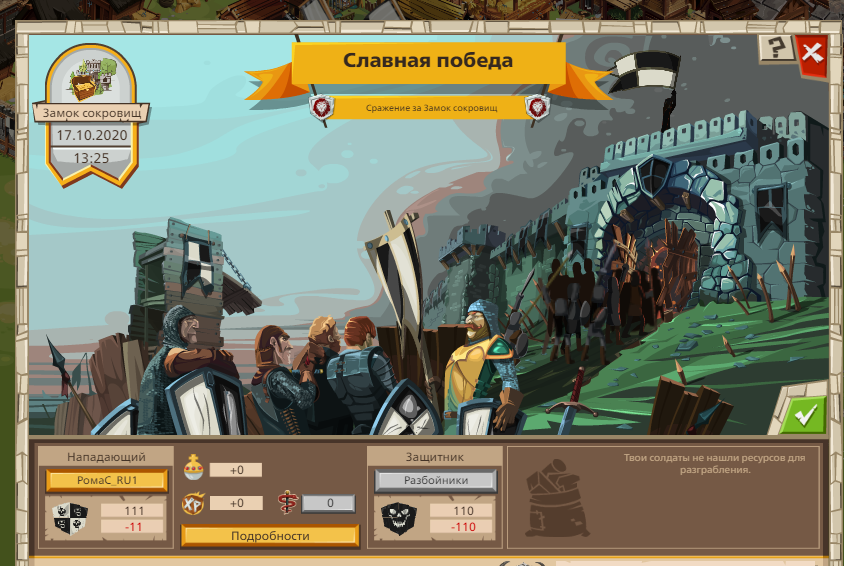 Славная победа
?
Сражение за Замок сокровищ
Замок сокровищ
17.10.2020
13:25
Нападающий
РомаС_RU1
111
-11
+0
XP
+0
0
Подробности
Защитник
Разбойники
110
-110
Твои солдаты не нашли ресурсов для
разграбления.